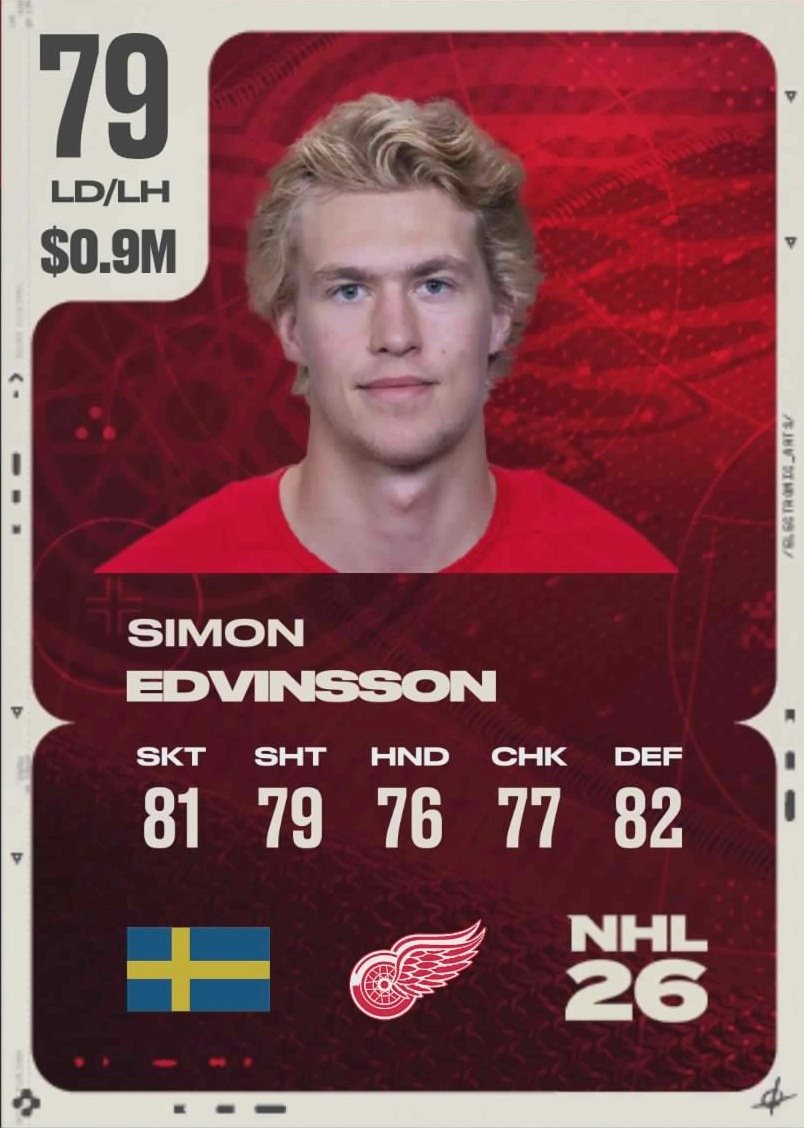 79
LD/LH
$0.9M
/ELECTRONIC_ARTS/
SIMON
EDVINSSON
SKT SHT HND CHK DEF
81 79 76 77 82
NHL
26